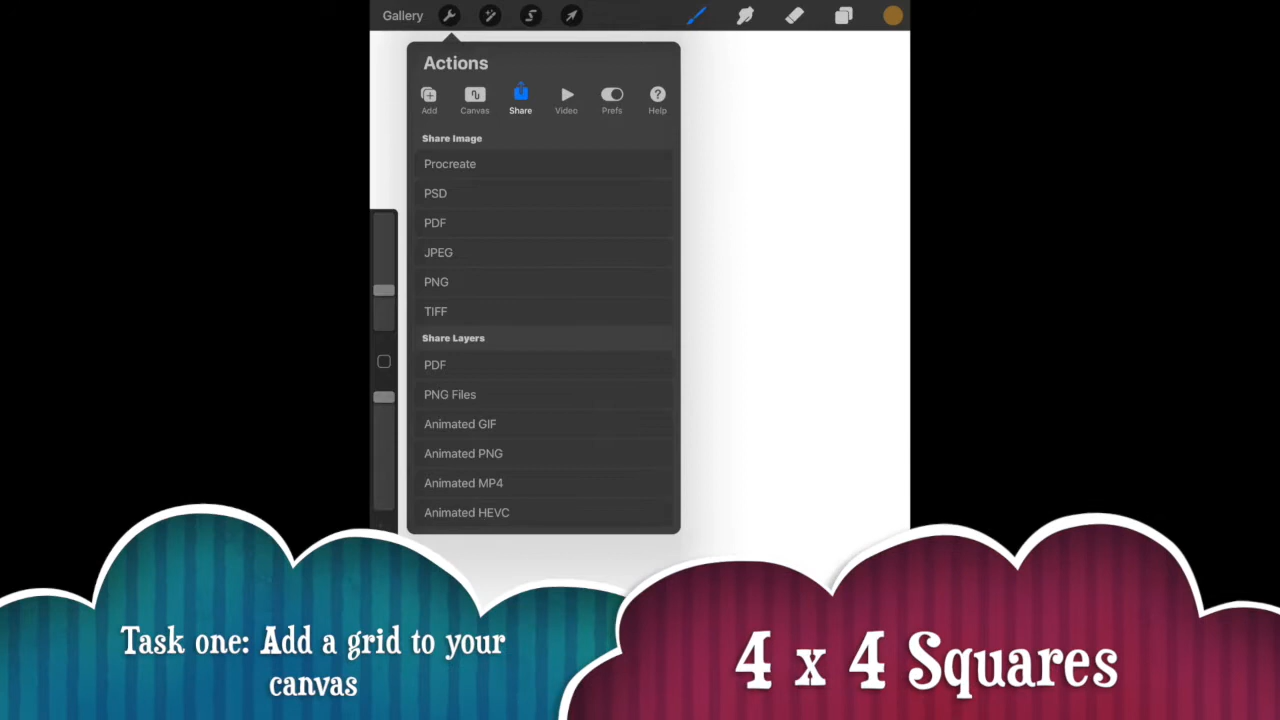 Gallery
Actions
Add Canvas Share Video Prefs Help
Share Image
Procreate
PSD
PDF
JPEG
PNG
TIFF
Share Layers
PDF
PNG Files
Animated GIF
Animated PNG
Animated MP4
Animated HEVC
Task one: Add a grid to your
canvas
4 x 4 Squares